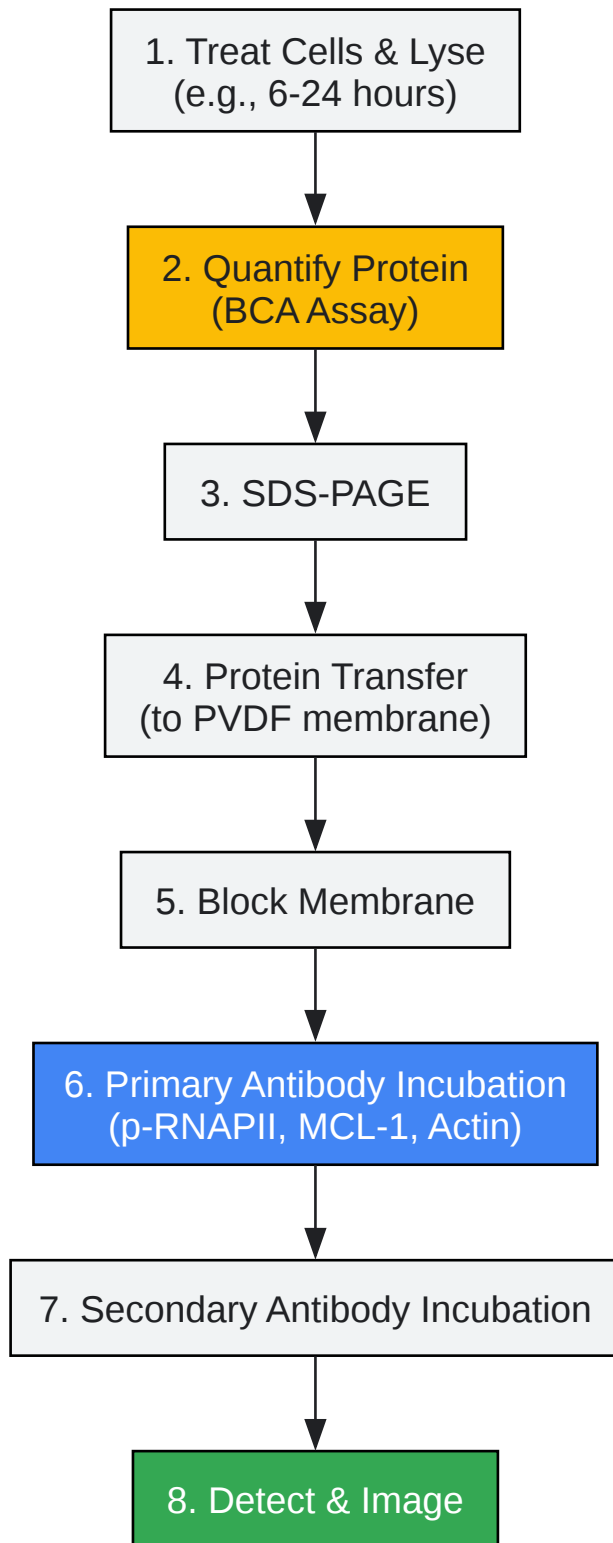 1. Treat Cells & Lyse
(e.g., 6-24 hours)
2. Quantify Protein
(BCA Assay)
3. SDS-PAGE
4. Protein Transfer
(to PVDF membrane)
5. Block Membrane
6. Primary Antibody Incubation
(p-RNAPII, MCL-1, Actin)
7. Secondary Antibody Incubation
8. Detect & Image